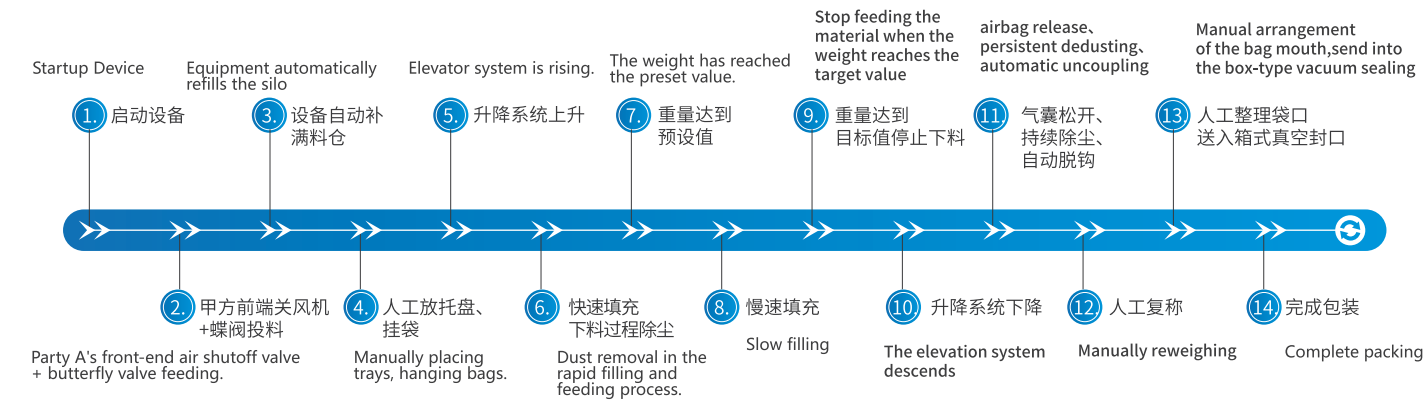 Startup Device
1. 启动设备
Party A's front-end air shutoff valve
+ butterfly valve feeding.
2. 甲方前端关风机
+蝶阀投料
Equipment automatically
refills the silo
3. 设备自动补
满料仓
4. 人工放托盘、
挂袋
Manually placing
trays, hanging bags.
Elevator system is rising.
5. 升降系统上升
6. 快速填充
下料过程除尘
Dust removal in the
rapid filling and
feeding process.
The weight has reached
the preset value.
7. 重量达到
预设值
8. 慢速填充
Slow filling
Stop feeding the
material when the
weight reaches the
target value
9. 重量达到
目标值停止下料
10. 升降系统下降
The elevation system
descends
airbag release、
persistent dedusting、
automatic uncoupling
11. 气囊松开、
持续除尘、
自动脱钩
12. 人工复称
Manually reweighing
Manual arrangement
of the bag mouth,send into
the box-type vacuum sealing
13. 人工整理袋口
送入箱式真空封口
14. 完成包装
Complete packing